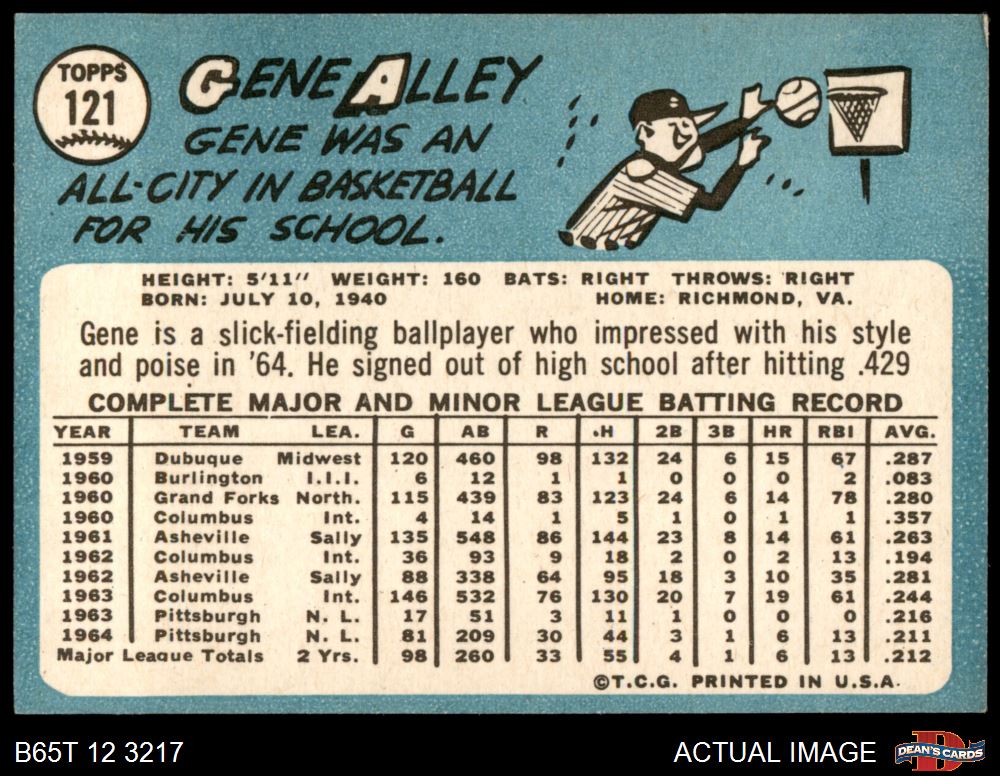 TOPPS
121
GENE ALLEY
GENE WAS AN
ALL-CITY IN BASKETBALL
FOR HIS SCHOOL.
HEIGHT: 5'11" WEIGHT: 160 BATS: RIGHT THROWS: RIGHT
BORN: JULY 10, 1940 HOME: RICHMOND, VA.
Gene is a slick-fielding ballplayer who impressed with his style
and poise in '64. He signed out of high school after hitting .429
COMPLETE MAJOR AND MINOR LEAGUE BATTING RECORD
YEAR TEAM LEA. G AB R H 2B 3B HR RBI AVG.
1959 Dubuque Midwest 120 460 98 132 24 6 15 67 .287
1960 Burlington I.I.I. 6 12 1 1 0 0 0 2 .083
1960 Grand Forks North. 115 439 83 123 24 6 14 78 .280
1960 Columbus Int. 4 14 1 5 1 0 1 1 .357
1961 Asheville Sally 135 548 86 144 23 8 14 61 .263
1962 Columbus Int. 36 93 9 18 2 0 2 13 .194
1962 Asheville Sally 88 338 64 95 18 3 10 35 .281
1963 Columbus Int. 146 532 76 130 20 7 19 61 .244
1963 Pittsburgh N. L. 17 51 3 11 1 0 0 0 .216
1964 Pittsburgh N. L. 81 209 30 44 3 1 6 13 .211
Major League Totals 2 Yrs. 98 260 33 55 4 1 6 13 .212
©T.C.G. PRINTED IN U.S.A.
B65T 12 3217 ACTUAL IMAGE DEAN'S CARDS